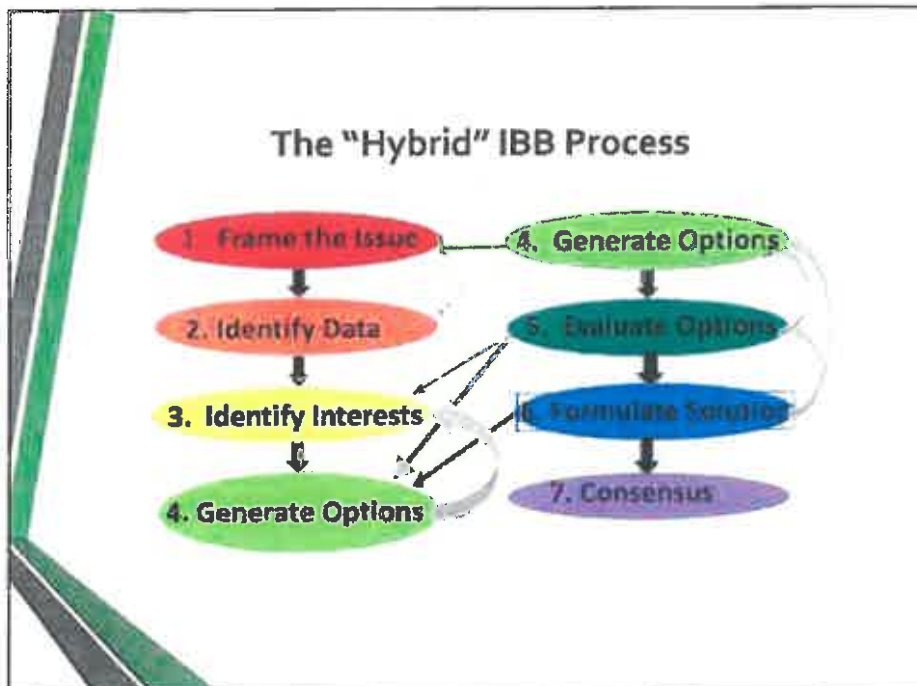 The "Hybrid" IBB Process
1. Frame the Issue
2. Identify Data
3. Identify Interests
4. Generate Options
4. Generate Options
5. Evaluate Options
6. Formulate Solution
7. Consensus